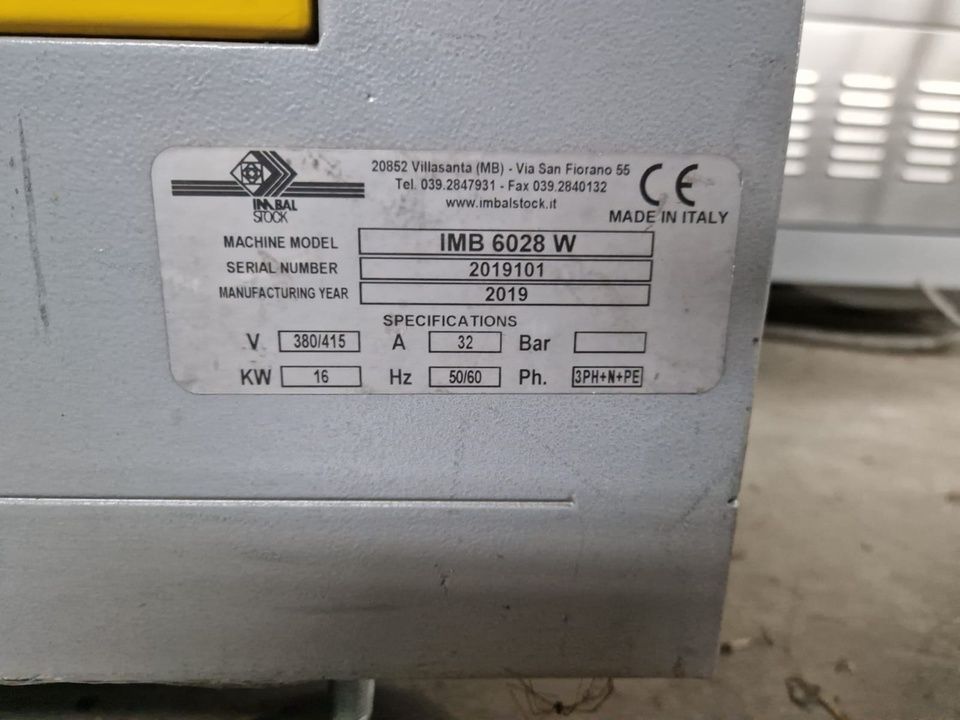 IMBAL
STOCK
20852 Villasanta (MB) - Via San Fiorano 55
Tel. 039.2847931 - Fax 039.2840132
www.imbalstock.it
CE
MADE IN ITALY
MACHINE MODEL IMB 6028 W
SERIAL NUMBER 2019101
MANUFACTURING YEAR 2019
SPECIFICATIONS
V 380/415 A 32 Bar
KW 16 Hz 50/60 Ph. 3PH+N+PE